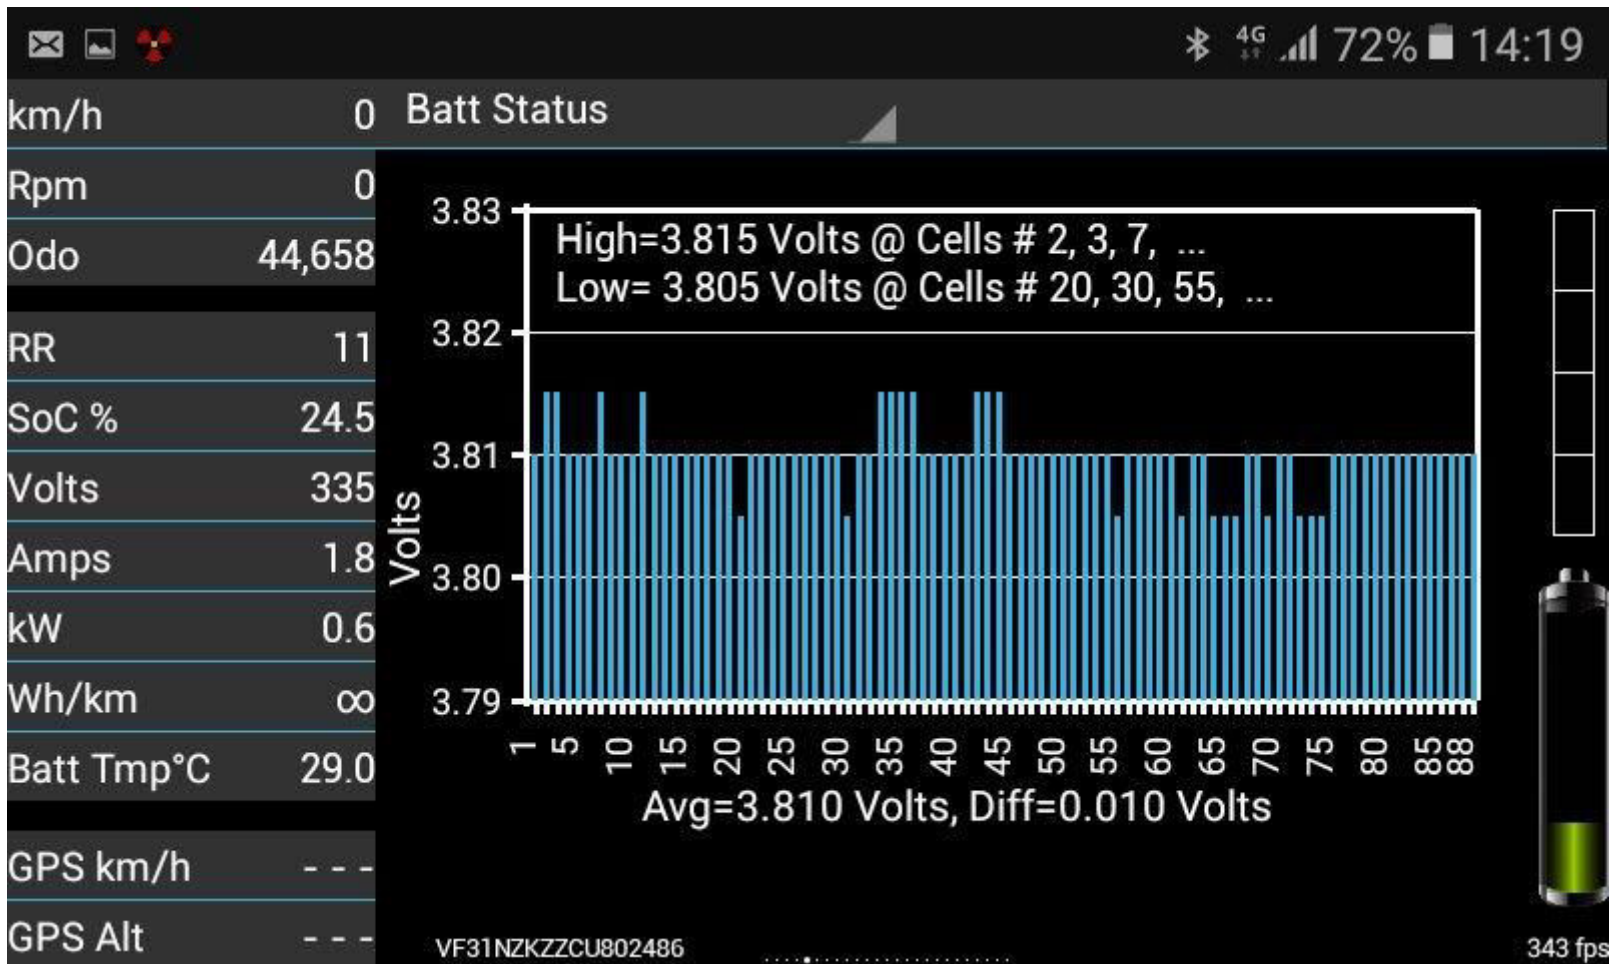 4G 72% 14:19
km/h 0
Rpm 0
Odo 44,658
RR 11
SoC % 24.5
Volts 335
Amps 1.8
kW 0.6
Wh/km ∞
Batt Tmp°C 29.0
GPS km/h - - -
GPS Alt - - -
Batt Status
High=3.815 Volts @ Cells # 2, 3, 7, ...
Low= 3.805 Volts @ Cells # 20, 30, 55, ...
3.83
3.82
3.81
3.80
3.79
Volts
1 5 10 15 20 25 30 35 40 45 50 55 60 65 70 75 80 85 88
Avg=3.810 Volts, Diff=0.010 Volts
VF31NZKZZCU802486
343 fps